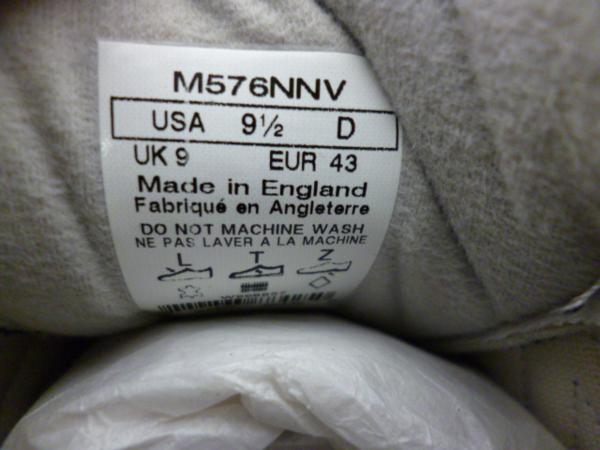 M576NNV
USA 9½ D
UK 9 EUR 43
Made in England
Fabriqué en Angleterre
DO NOT MACHINE WASH
NE PAS LAVER A LA MACHINE
L T Z